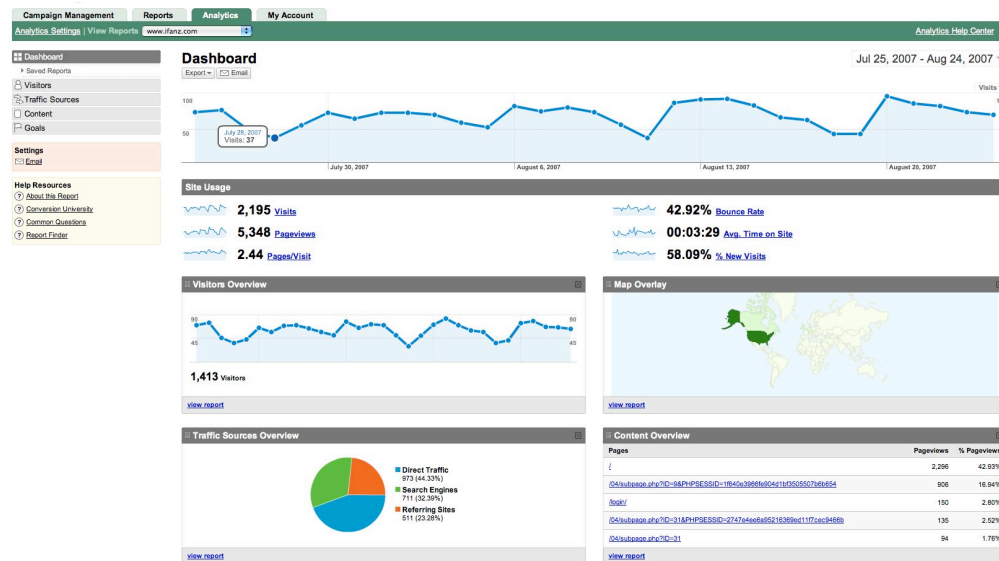 Campaign Management Reports Analytics My Account
Analytics Settings | View Reports www.ifanz.com Analytics Help Center
Dashboard
Saved Reports
Visitors
Traffic Sources
Content
Goals
Settings
Email
Help Resources
About this Report
Conversion University
Common Questions
Report Finder
Dashboard
Jul 25, 2007 - Aug 24, 2007
Export Email
Visits
100
50
July 28, 2007
Visits: 37
July 30, 2007 August 6, 2007 August 13, 2007 August 20, 2007
Site Usage
2,195 Visits
5,348 Pageviews
2.44 Pages/Visit
42.92% Bounce Rate
00:03:29 Avg. Time on Site
58.09% % New Visits
Visitors Overview
90 90
45 45
1,413 Visitors
view report
Map Overlay
view report
Traffic Sources Overview
Direct Traffic
973 (44.33%)
Search Engines
711 (32.39%)
Referring Sites
511 (23.28%)
view report
Content Overview
Pages Pageviews % Pageviews
/ 2,296 42.93%
/04/subpage.php?ID=9&PHPSESSID=1f640e3966fe904d1bf3505507b6b654 906 16.94%
/login/ 150 2.80%
/04/subpage.php?ID=31&PHPSESSID=2747e4ee6a95216369ed11f7cec9466b 135 2.52%
/04/subpage.php?ID=31 94 1.76%
view report